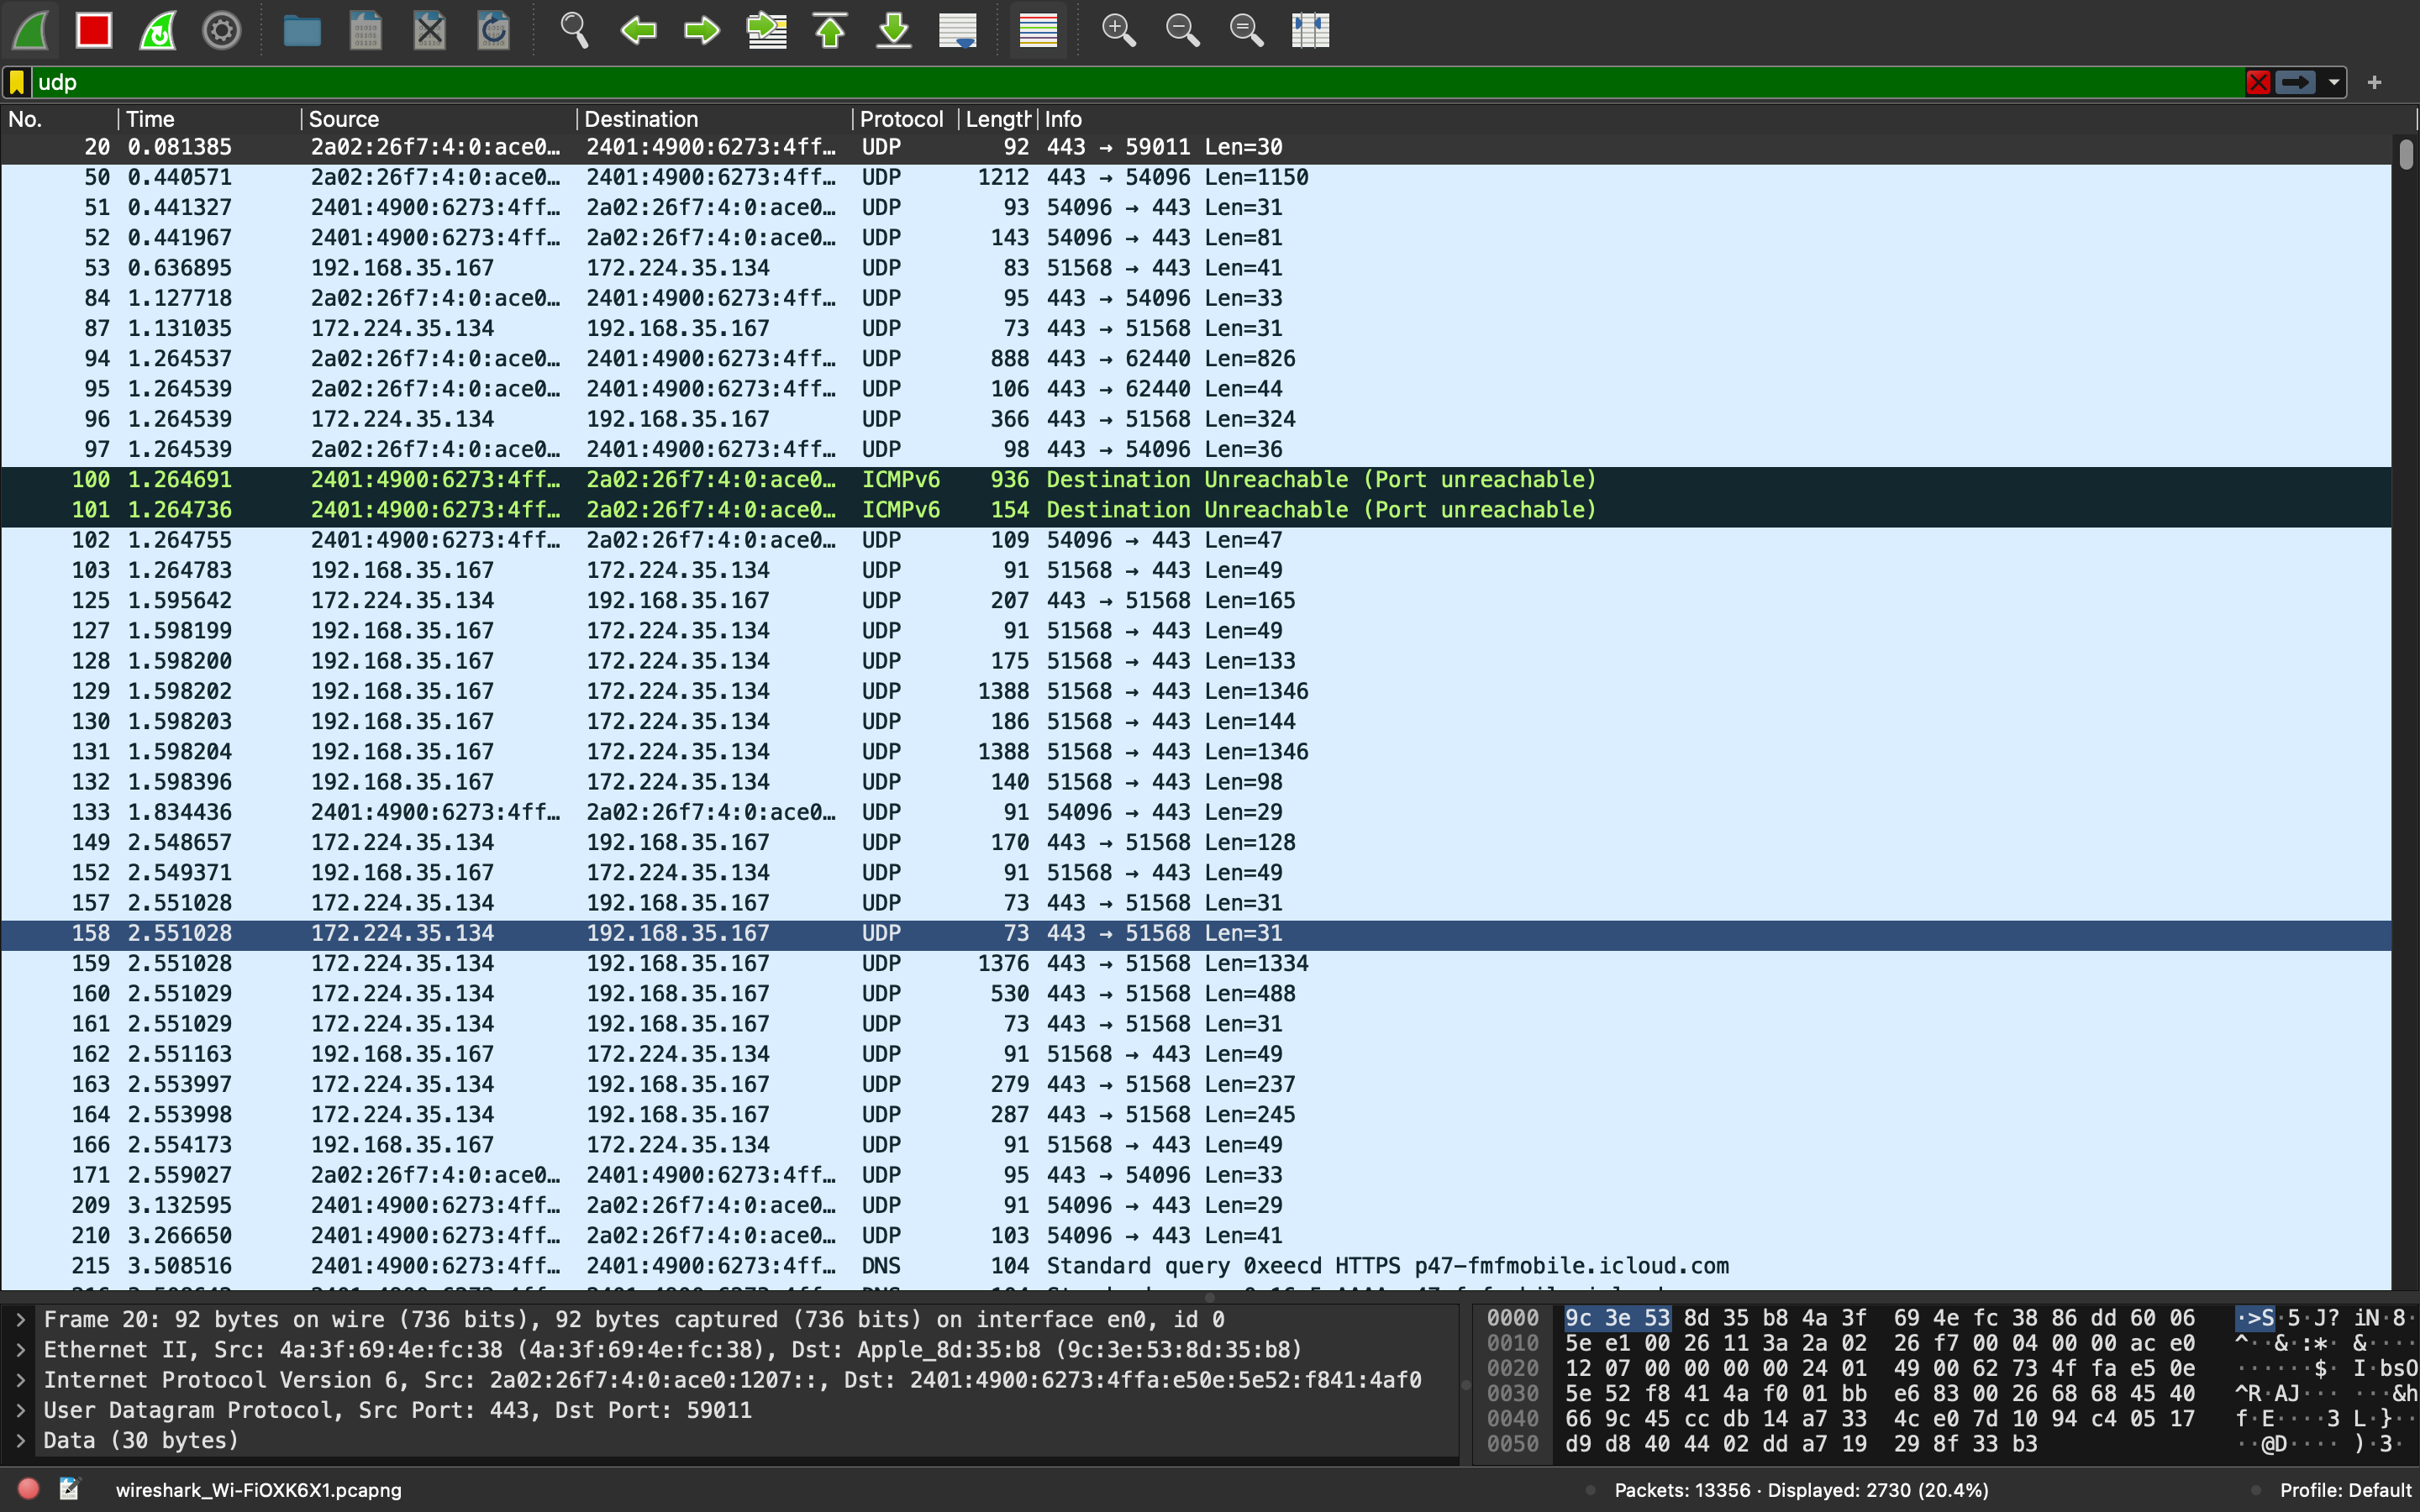 udp
No. Time Source Destination Protocol Length Info
20 0.081385 2a02:26f7:4:0:ace0… 2401:4900:6273:4ff… UDP 92 443 → 59011 Len=30
50 0.440571 2a02:26f7:4:0:ace0… 2401:4900:6273:4ff… UDP 1212 443 → 54096 Len=1150
51 0.441327 2401:4900:6273:4ff… 2a02:26f7:4:0:ace0… UDP 93 54096 → 443 Len=31
52 0.441967 2401:4900:6273:4ff… 2a02:26f7:4:0:ace0… UDP 143 54096 → 443 Len=81
53 0.636895 192.168.35.167 172.224.35.134 UDP 83 51568 → 443 Len=41
84 1.127718 2a02:26f7:4:0:ace0… 2401:4900:6273:4ff… UDP 95 443 → 54096 Len=33
87 1.131035 172.224.35.134 192.168.35.167 UDP 73 443 → 51568 Len=31
94 1.264537 2a02:26f7:4:0:ace0… 2401:4900:6273:4ff… UDP 888 443 → 62440 Len=826
95 1.264539 2a02:26f7:4:0:ace0… 2401:4900:6273:4ff… UDP 106 443 → 62440 Len=44
96 1.264539 172.224.35.134 192.168.35.167 UDP 366 443 → 51568 Len=324
97 1.264539 2a02:26f7:4:0:ace0… 2401:4900:6273:4ff… UDP 98 443 → 54096 Len=36
100 1.264691 2401:4900:6273:4ff… 2a02:26f7:4:0:ace0… ICMPv6 936 Destination Unreachable (Port unreachable)
101 1.264736 2401:4900:6273:4ff… 2a02:26f7:4:0:ace0… ICMPv6 154 Destination Unreachable (Port unreachable)
102 1.264755 2401:4900:6273:4ff… 2a02:26f7:4:0:ace0… UDP 109 54096 → 443 Len=47
103 1.264783 192.168.35.167 172.224.35.134 UDP 91 51568 → 443 Len=49
125 1.595642 172.224.35.134 192.168.35.167 UDP 207 443 → 51568 Len=165
127 1.598199 192.168.35.167 172.224.35.134 UDP 91 51568 → 443 Len=49
128 1.598200 192.168.35.167 172.224.35.134 UDP 175 51568 → 443 Len=133
129 1.598202 192.168.35.167 172.224.35.134 UDP 1388 51568 → 443 Len=1346
130 1.598203 192.168.35.167 172.224.35.134 UDP 186 51568 → 443 Len=144
131 1.598204 192.168.35.167 172.224.35.134 UDP 1388 51568 → 443 Len=1346
132 1.598396 192.168.35.167 172.224.35.134 UDP 140 51568 → 443 Len=98
133 1.834436 2401:4900:6273:4ff… 2a02:26f7:4:0:ace0… UDP 91 54096 → 443 Len=29
149 2.548657 172.224.35.134 192.168.35.167 UDP 170 443 → 51568 Len=128
152 2.549371 192.168.35.167 172.224.35.134 UDP 91 51568 → 443 Len=49
157 2.551028 172.224.35.134 192.168.35.167 UDP 73 443 → 51568 Len=31
158 2.551028 172.224.35.134 192.168.35.167 UDP 73 443 → 51568 Len=31
159 2.551028 172.224.35.134 192.168.35.167 UDP 1376 443 → 51568 Len=1334
160 2.551029 172.224.35.134 192.168.35.167 UDP 530 443 → 51568 Len=488
161 2.551029 172.224.35.134 192.168.35.167 UDP 73 443 → 51568 Len=31
162 2.551163 192.168.35.167 172.224.35.134 UDP 91 51568 → 443 Len=49
163 2.553997 172.224.35.134 192.168.35.167 UDP 279 443 → 51568 Len=237
164 2.553998 172.224.35.134 192.168.35.167 UDP 287 443 → 51568 Len=245
166 2.554173 192.168.35.167 172.224.35.134 UDP 91 51568 → 443 Len=49
171 2.559027 2a02:26f7:4:0:ace0… 2401:4900:6273:4ff… UDP 95 443 → 54096 Len=33
209 3.132595 2401:4900:6273:4ff… 2a02:26f7:4:0:ace0… UDP 91 54096 → 443 Len=29
210 3.266650 2401:4900:6273:4ff… 2a02:26f7:4:0:ace0… UDP 103 54096 → 443 Len=41
215 3.508516 2401:4900:6273:4ff… 2401:4900:6273:4ff… DNS 104 Standard query 0xeecd HTTPS p47-fmfmobile.icloud.com
Frame 20: 92 bytes on wire (736 bits), 92 bytes captured (736 bits) on interface en0, id 0
Ethernet II, Src: 4a:3f:69:4e:fc:38 (4a:3f:69:4e:fc:38), Dst: Apple_8d:35:b8 (9c:3e:53:8d:35:b8)
Internet Protocol Version 6, Src: 2a02:26f7:4:0:ace0:1207::, Dst: 2401:4900:6273:4ffa:e50e:5e52:f841:4af0
User Datagram Protocol, Src Port: 443, Dst Port: 59011
Data (30 bytes)
0000 9c 3e 53 8d 35 b8 4a 3f 69 4e fc 38 86 dd 60 06 ·>S·5·J? iN·8·
0010 5e e1 00 26 11 3a 2a 02 26 f7 00 04 00 00 ac e0 ^··&·:*· &····
0020 12 07 00 00 00 00 24 01 49 00 62 73 4f fa e5 0e ······$· I·bsO
0030 5e 52 f8 41 4a f0 01 bb e6 83 00 26 68 68 45 40 ^R·AJ··· ···&h
0040 66 9c 45 cc db 14 a7 33 4c e0 7d 10 94 c4 05 17 f·E····3 L·}··
0050 d9 d8 40 44 02 dd a7 19 29 8f 33 b3 ··@D···· )·3·
wireshark_Wi-FiOXK6X1.pcapng
Packets: 13356 · Displayed: 2730 (20.4%)
Profile: Default